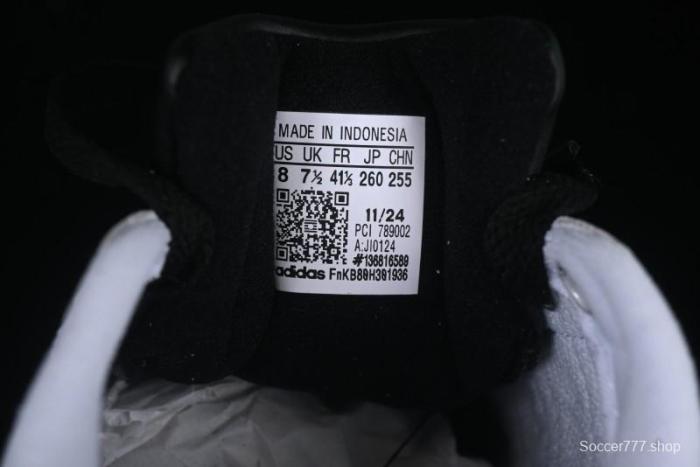 MADE IN INDONESIA
US UK FR JP CHN
8 7½ 41⅓ 260 255
11/24
PCI 789002
A:JI0124
#136816589
adidas FnKB80H301936
Soccer777.shop